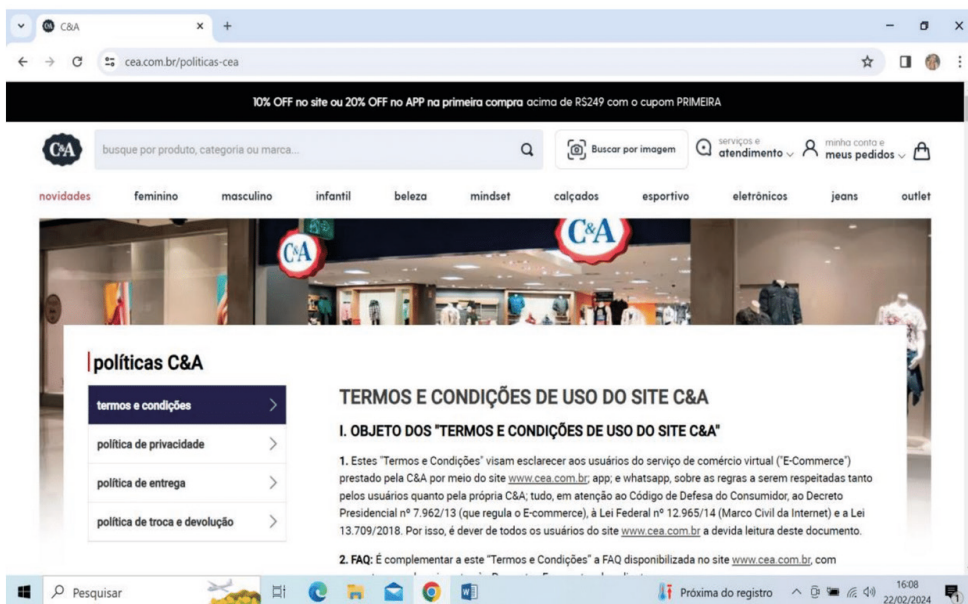 C&A
cea.com.br/politicas-cea
10% OFF no site ou 20% OFF no APP na primeira compra acima de R$249 com o cupom PRIMEIRA
C&A
busque por produto, categoria ou marca...
Buscar por imagem
serviços e
atendimento
minha conta e
meus pedidos
novidades feminino masculino infantil beleza mindset calçados esportivo eletrônicos jeans outlet
C&A
C&A
políticas C&A
termos e condições
política de privacidade
política de entrega
política de troca e devolução
TERMOS E CONDIÇÕES DE USO DO SITE C&A
I. OBJETO DOS "TERMOS E CONDIÇÕES DE USO DO SITE C&A"
1. Estes "Termos e Condições" visam esclarecer aos usuários do serviço de comércio virtual ("E-Commerce")
prestado pela C&A por meio do site www.cea.com.br; app; e whatsapp, sobre as regras a serem respeitadas tanto
pelos usuários quanto pela própria C&A; tudo, em atenção ao Código de Defesa do Consumidor, ao Decreto
Presidencial nº 7.962/13 (que regula o E-commerce), à Lei Federal nº 12.965/14 (Marco Civil da Internet) e a Lei
13.709/2018. Por isso, é dever de todos os usuários do site www.cea.com.br a devida leitura deste documento.
2. FAQ: É complementar a este "Termos e Condições" a FAQ disponibilizada no site www.cea.com.br, com
Pesquisar
Próxima do registro
16:08
22/02/2024